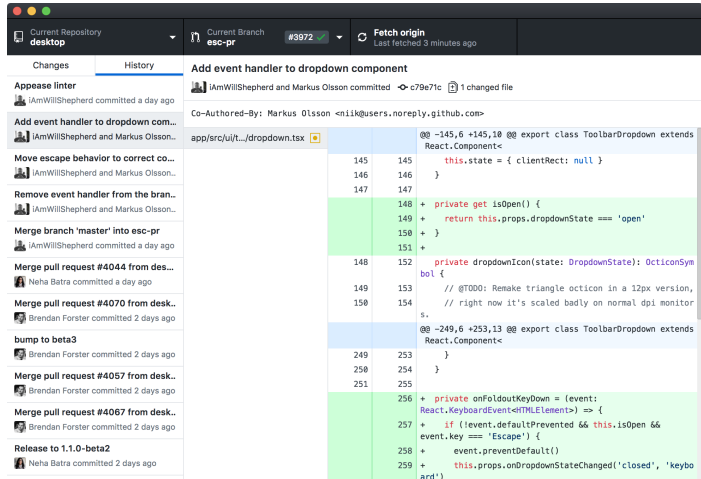 Current Repository
desktop
Current Branch
esc-pr
#3972
Fetch origin
Last fetched 3 minutes ago
Changes
History
Appease linter
iAmWillShepherd committed a day ago
Add event handler to dropdown com...
iAmWillShepherd and Markus Olsson...
Move escape behavior to correct co...
iAmWillShepherd and Markus Olsson...
Remove event handler from the bran...
iAmWillShepherd and Markus Olsson...
Merge branch 'master' into esc-pr
iAmWillShepherd committed a day ago
Merge pull request #4044 from des...
Neha Batra committed a day ago
Merge pull request #4070 from desk...
Brendan Forster committed 2 days ago
bump to beta3
Brendan Forster committed 2 days ago
Merge pull request #4057 from desk...
Brendan Forster committed 2 days ago
Merge pull request #4067 from desk...
Brendan Forster committed 2 days ago
Release to 1.1.0-beta2
Neha Batra committed 2 days ago
Add event handler to dropdown component
iAmWillShepherd and Markus Olsson committed c79e71c 1 changed file
Co-Authored-By: Markus Olsson <niik@users.noreply.github.com>
app/src/ui/t.../dropdown.tsx
@@ -145,6 +145,10 @@ export class ToolbarDropdown extends
React.Component<
145 145 this.state = { clientRect: null }
146 146 }
147 147
148 + private get isOpen() {
149 + return this.props.dropdownState === 'open'
150 + }
151 +
148 152 private dropdownIcon(state: DropdownState): OcticonSym
bol {
149 153 // @TODO: Remake triangle octicon in a 12px version,
150 154 // right now it's scaled badly on normal dpi monitor
s.
@@ -249,6 +253,13 @@ export class ToolbarDropdown extends
React.Component<
249 253 }
250 254 }
251 255
256 + private onFoldoutKeyDown = (event:
React.KeyboardEvent<HTMLElement>) => {
257 + if (!event.defaultPrevented && this.isOpen &&
event.key === 'Escape') {
258 + event.preventDefault()
259 + this.props.onDropdownStateChanged('closed', 'keybo
ard')